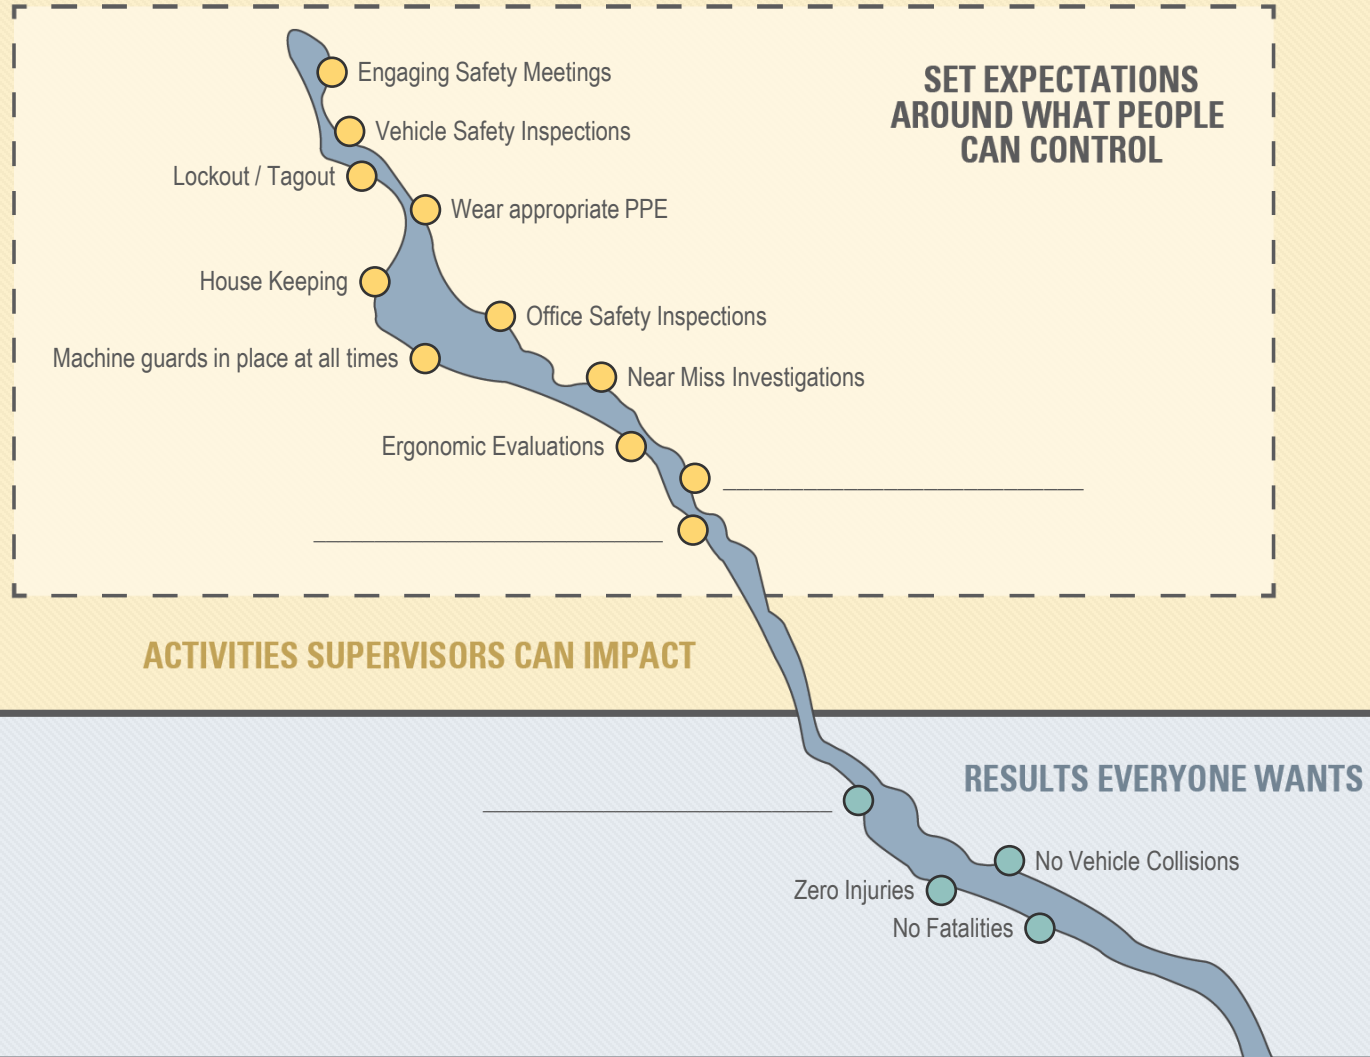 Engaging Safety Meetings
SET EXPECTATIONS
AROUND WHAT PEOPLE
CAN CONTROL
Vehicle Safety Inspections
Lockout / Tagout
Wear appropriate PPE
House Keeping
Office Safety Inspections
Machine guards in place at all times
Near Miss Investigations
Ergonomic Evaluations
ACTIVITIES SUPERVISORS CAN IMPACT
RESULTS EVERYONE WANTS
No Vehicle Collisions
Zero Injuries
No Fatalities